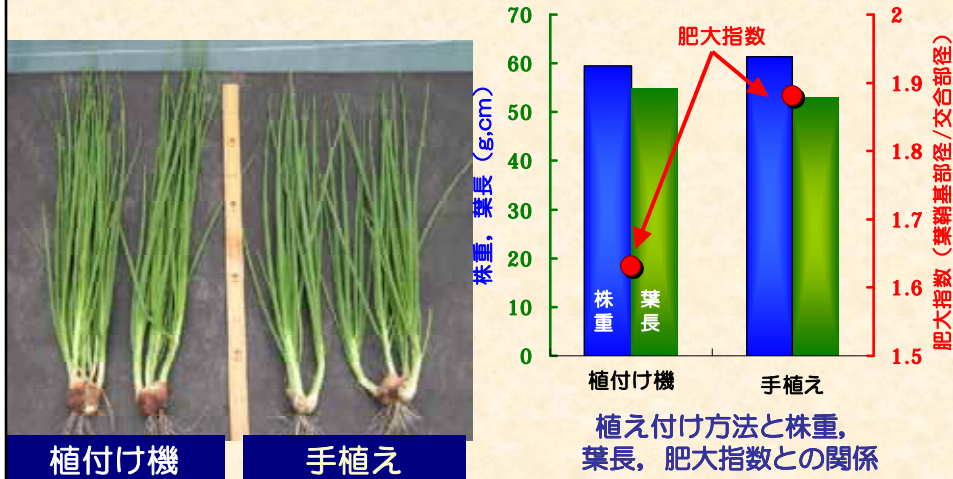 植付け機
手植え
株重，葉長（g,cm）
70
60
50
40
30
20
10
0
肥大指数
株重
葉長
2
1.9
1.8
1.7
1.6
1.5
肥大指数（葉鞘基部径/交合部径）
植付け機
手植え
植え付け方法と株重，
葉長，肥大指数との関係